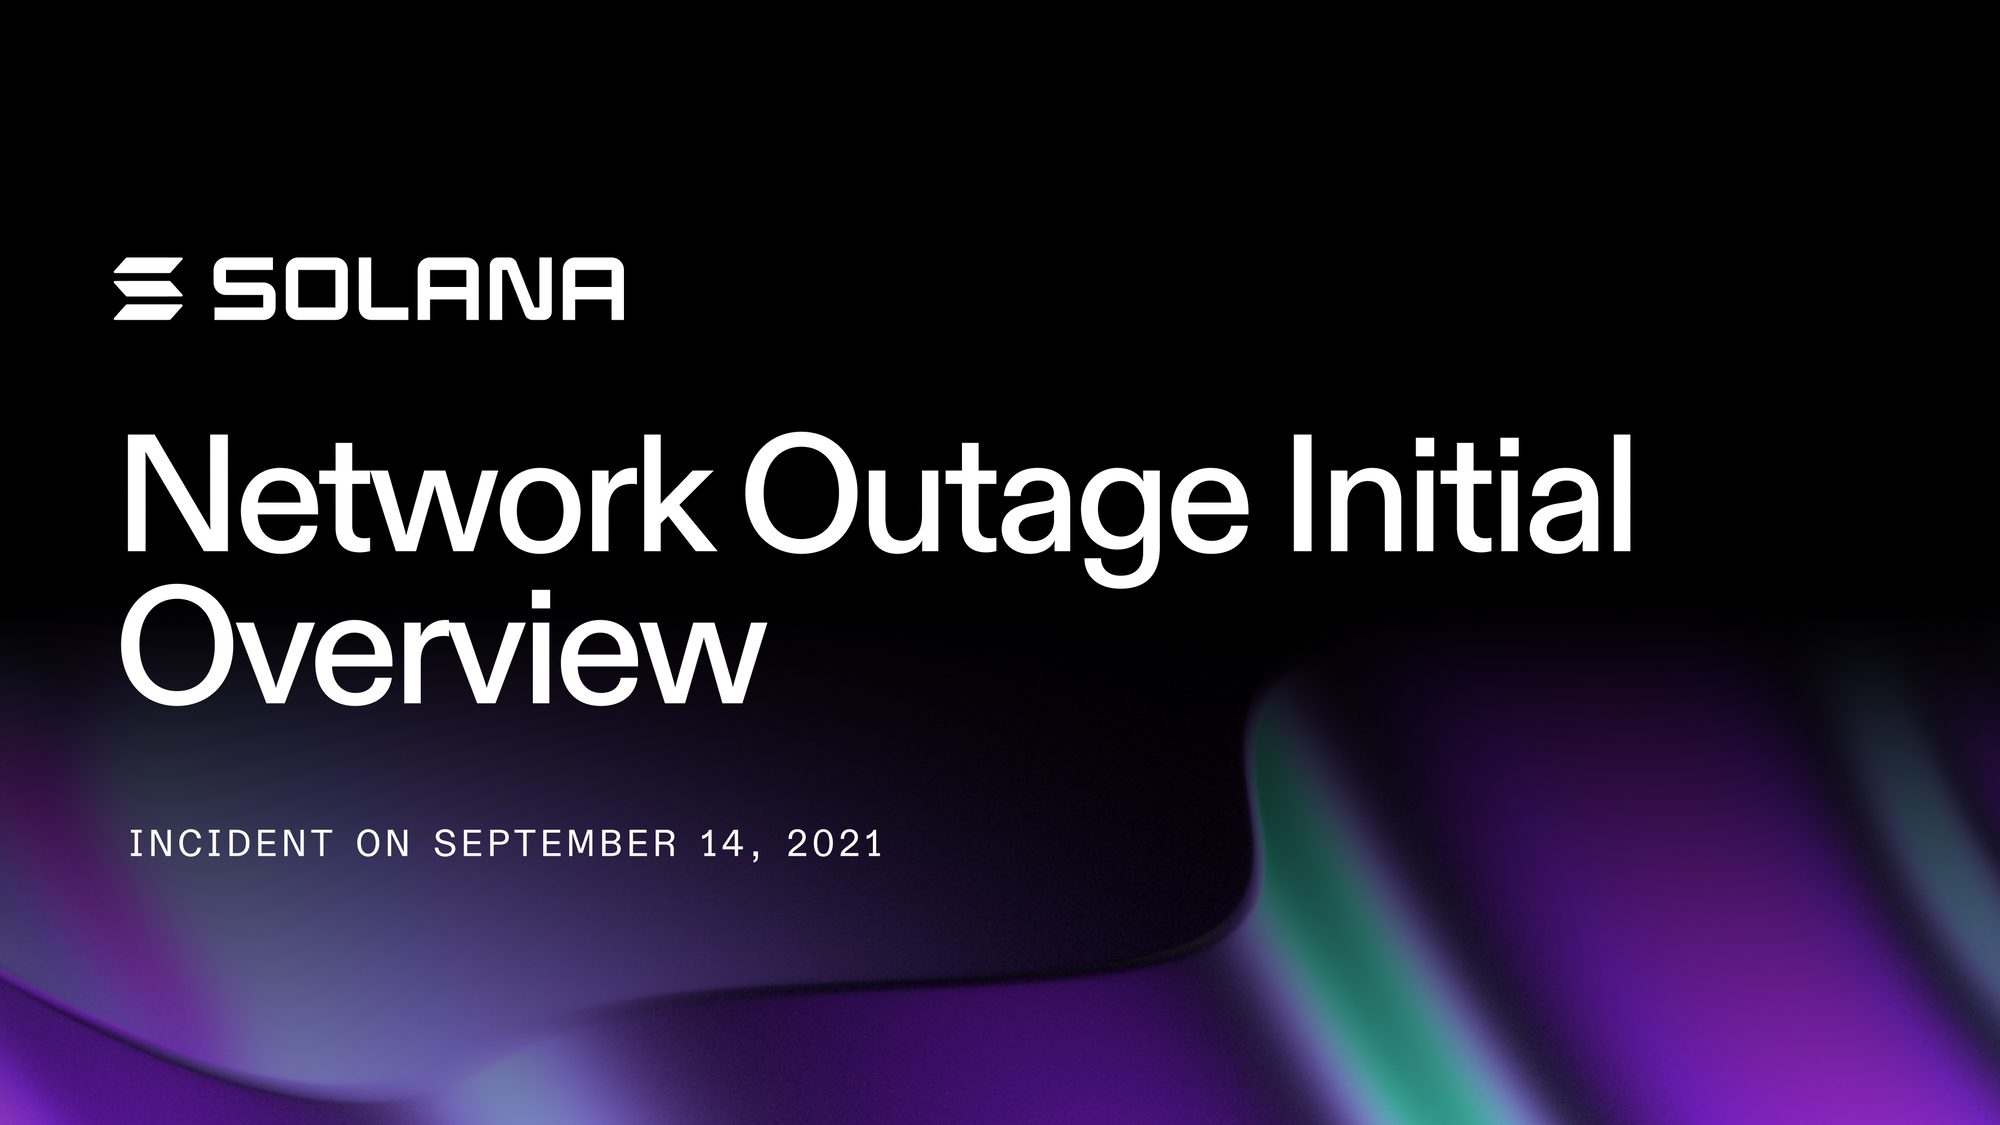 SOLANA
Network Outage Initial
Overview
INCIDENT ON SEPTEMBER 14, 2021